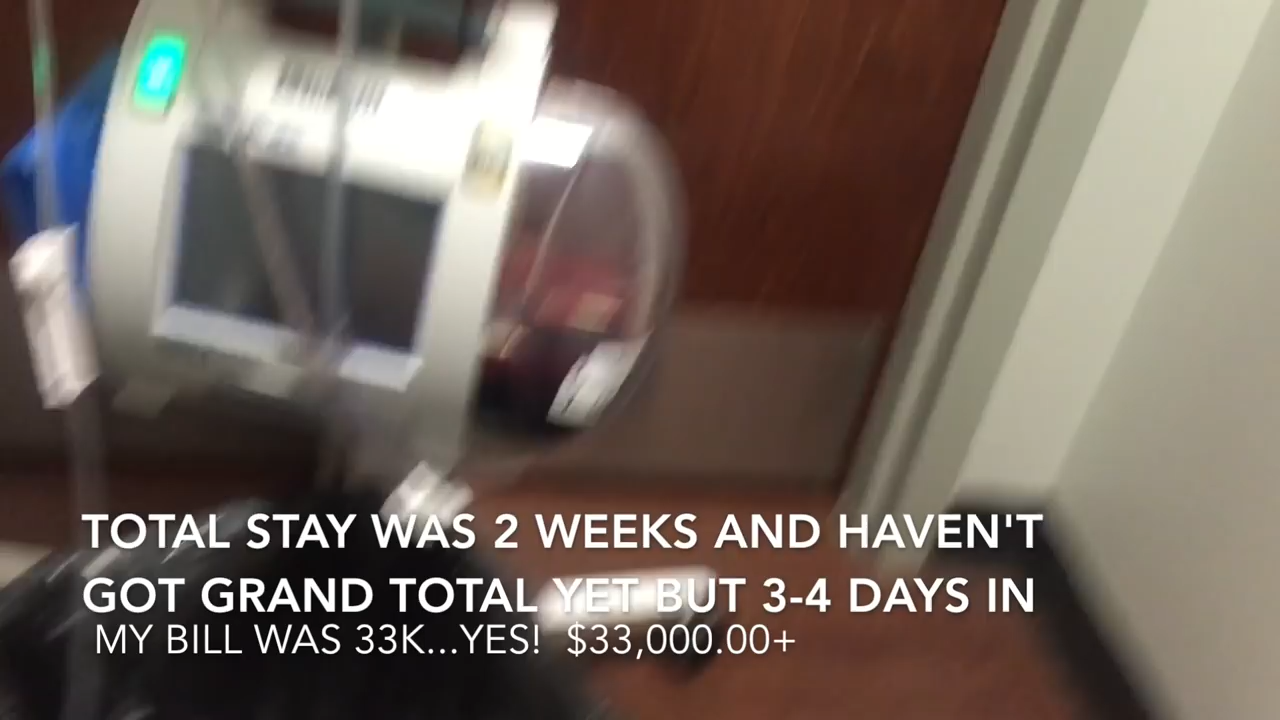 TOTAL STAY WAS 2 WEEKS AND HAVEN'T
GOT GRAND TOTAL YET BUT 3-4 DAYS IN
MY BILL WAS 33K...YES! $33,000.00+